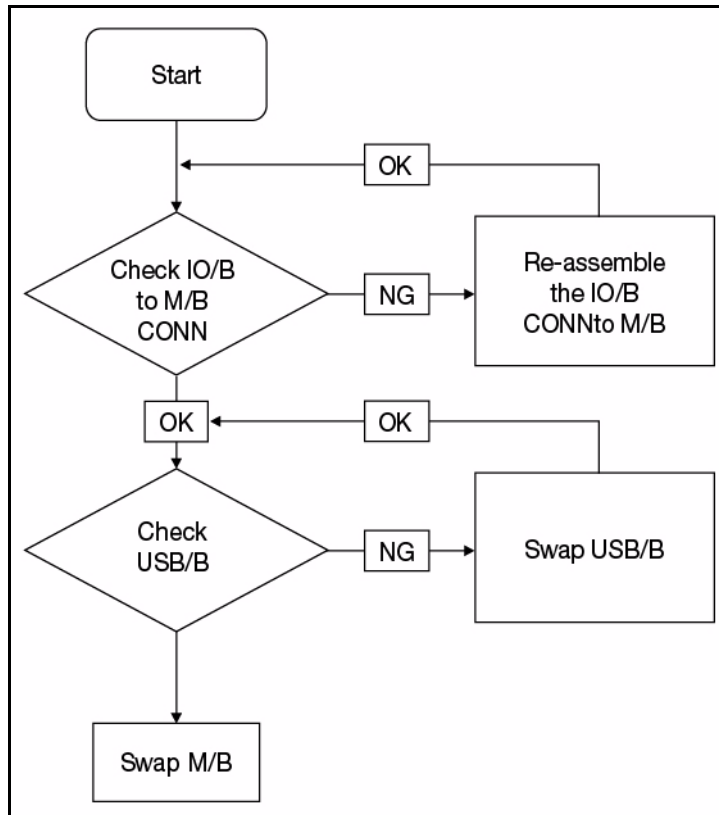 Start
OK
Check IO/B
to M/B
CONN
NG
Re-assemble
the IO/B
CONNto M/B
OK
OK
Check
USB/B
NG
Swap USB/B
Swap M/B